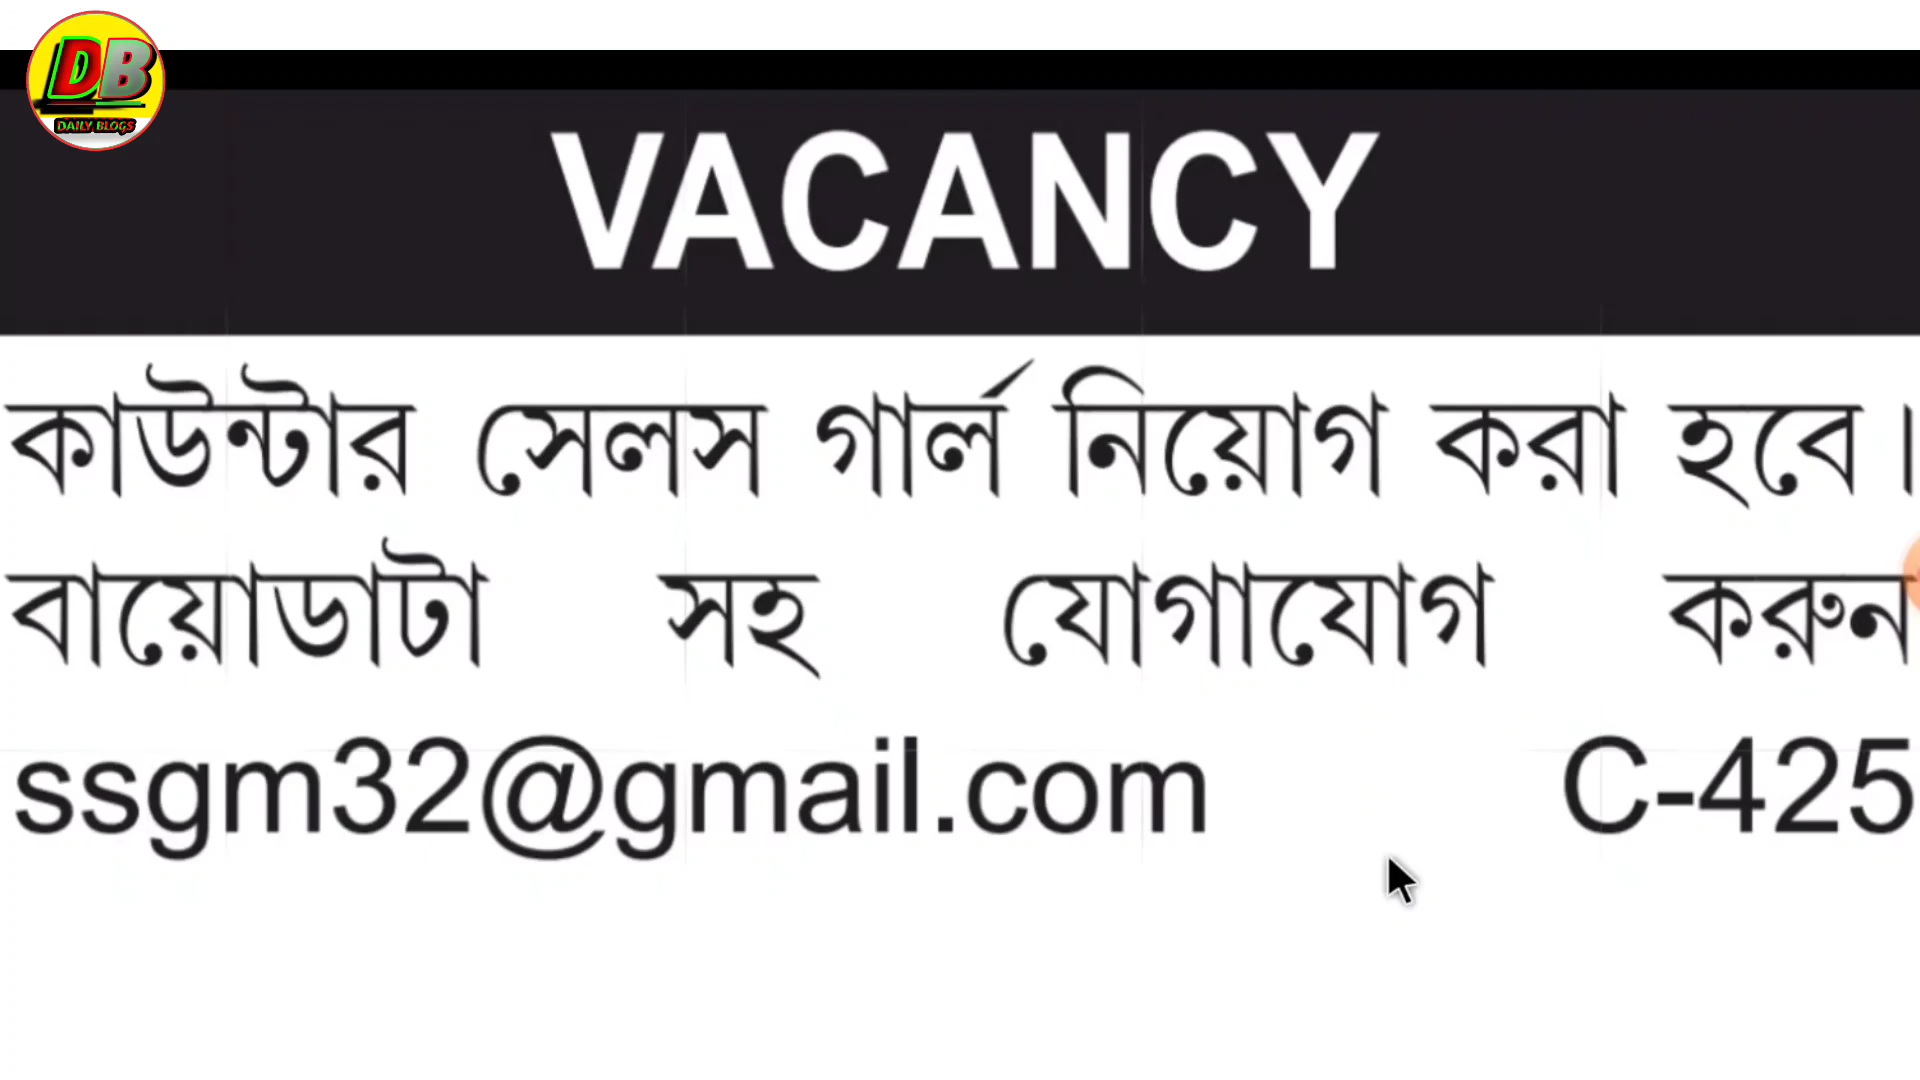 DB
DAILY BLOGS
VACANCY
কাউন্টার সেলস গার্ল নিয়োগ করা হবে।
বায়োডাটা সহ যোগাযোগ করুন
ssgm32@gmail.com C-425